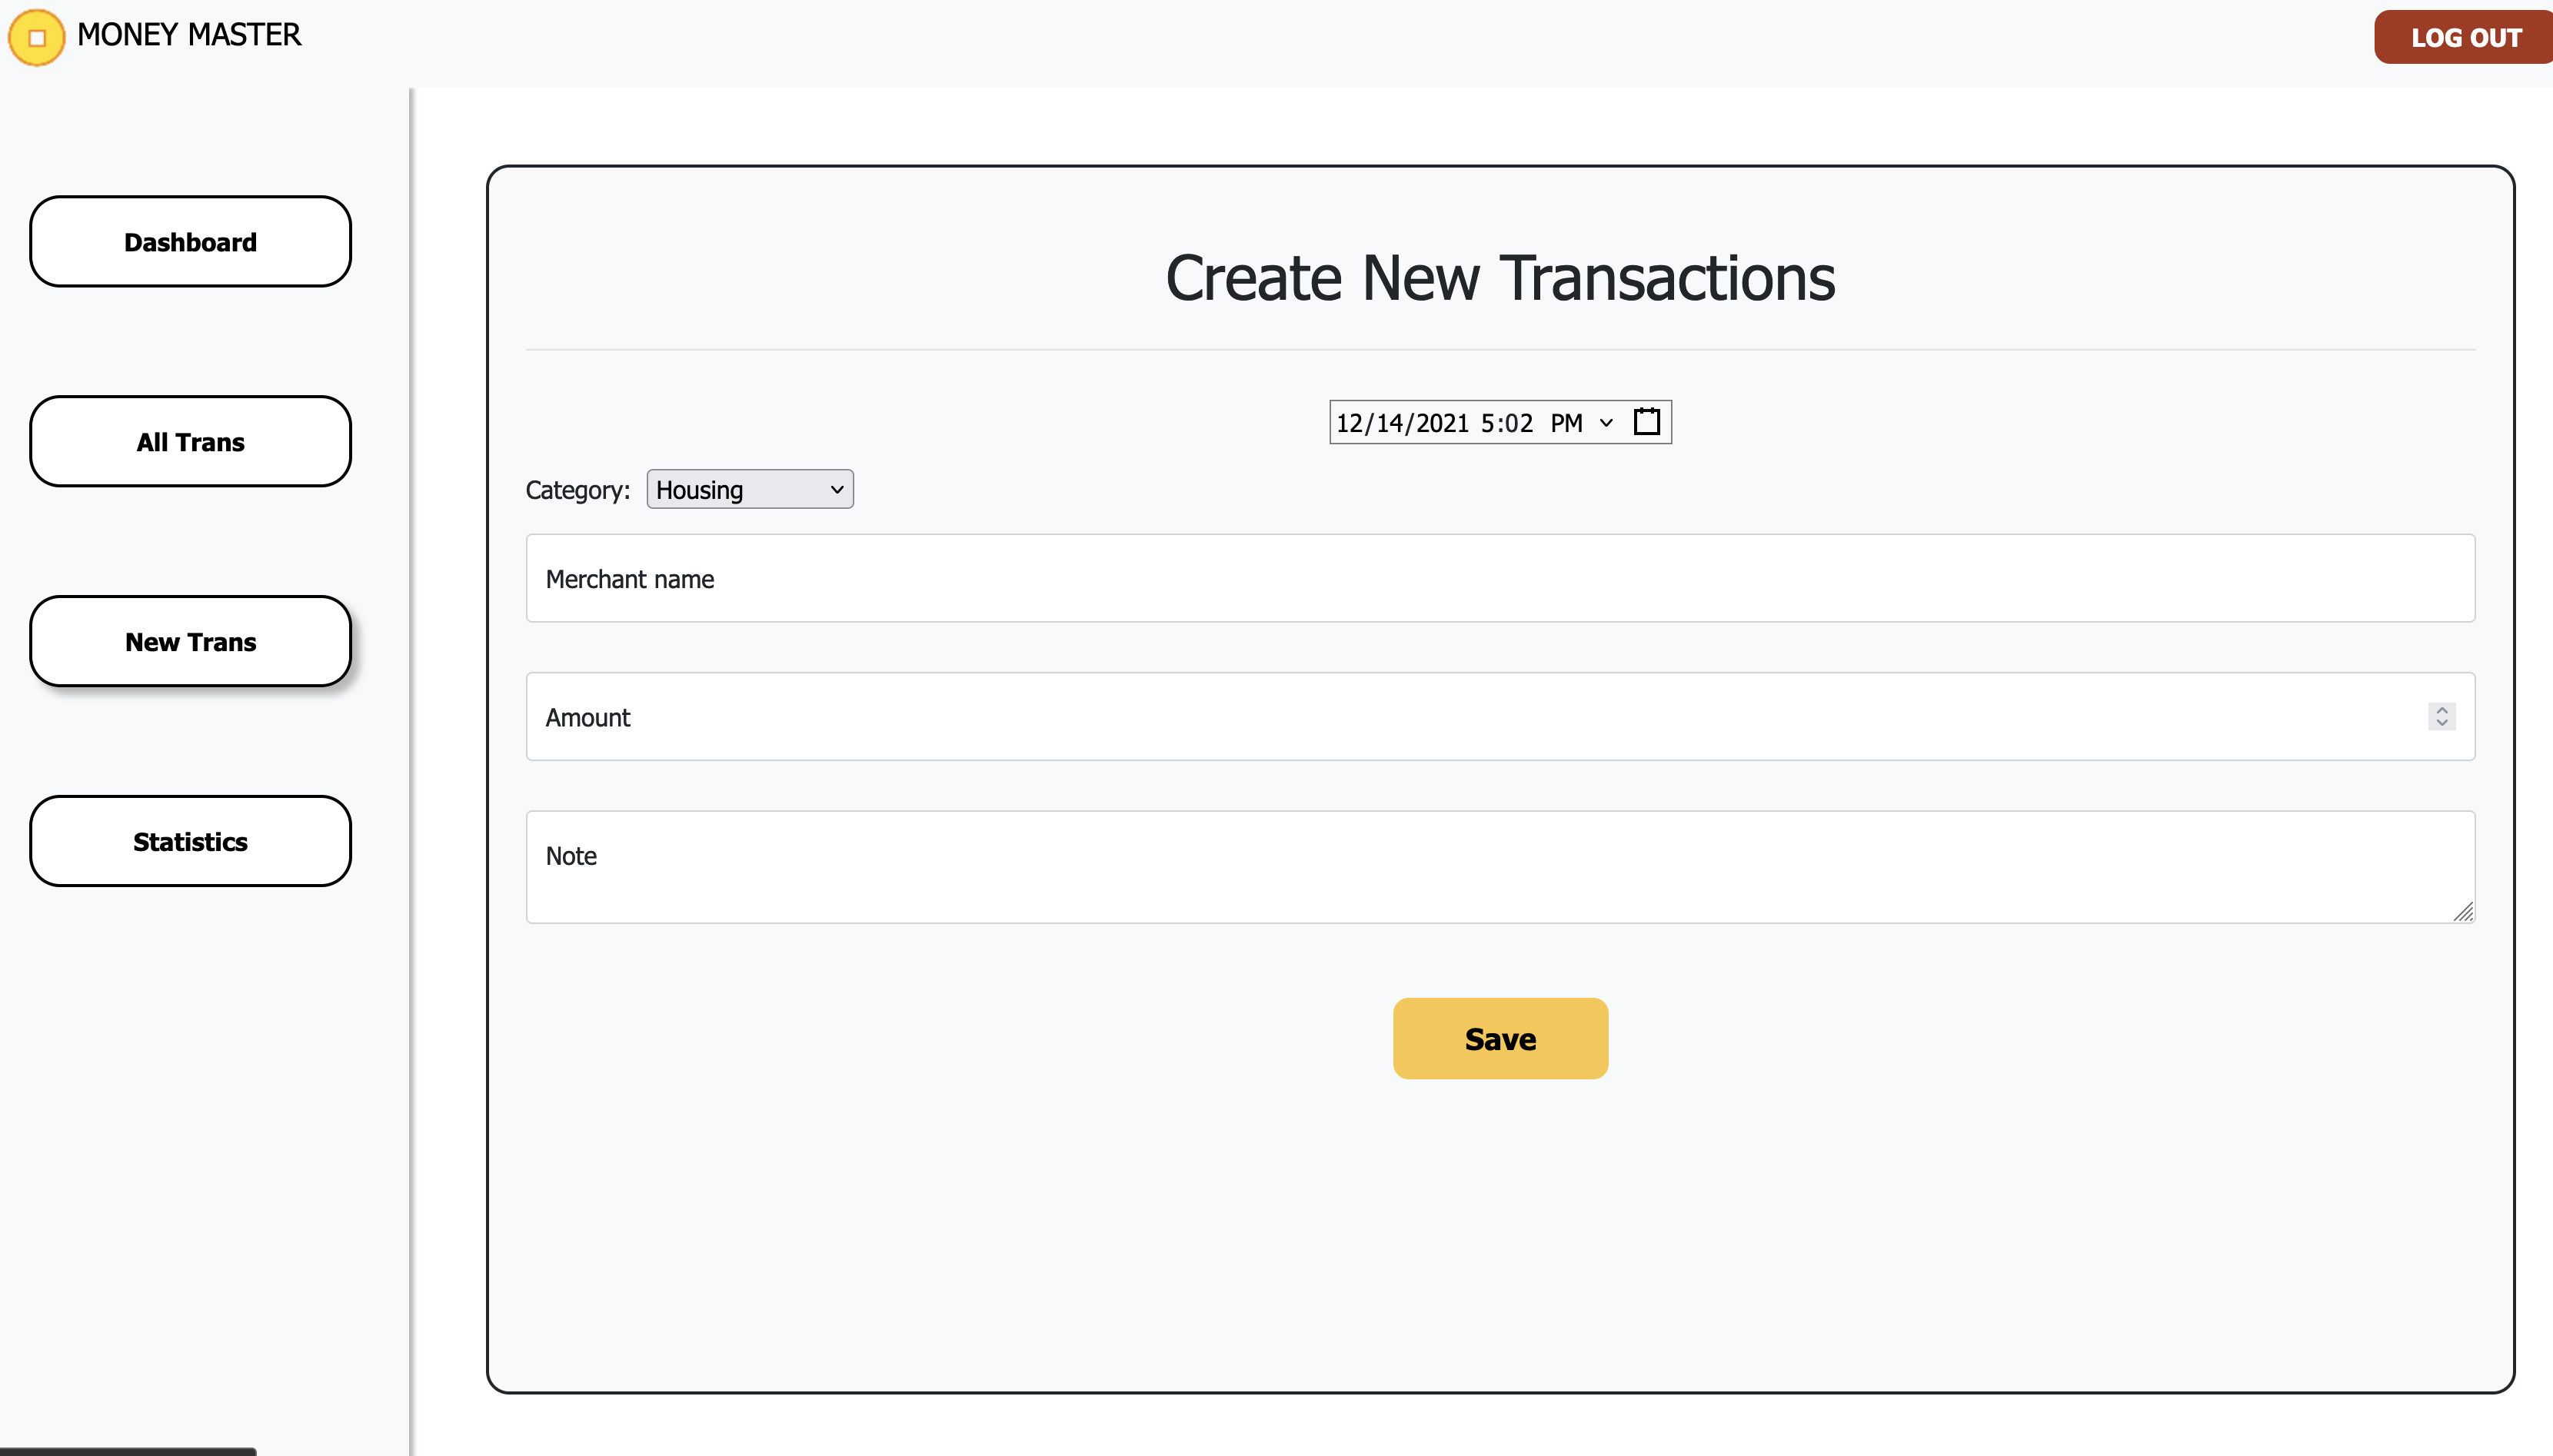 MONEY MASTER
LOG OUT
Dashboard
All Trans
New Trans
Statistics
Create New Transactions
12/14/2021 5:02 PM
Category: Housing
Merchant name
Amount
Note
Save